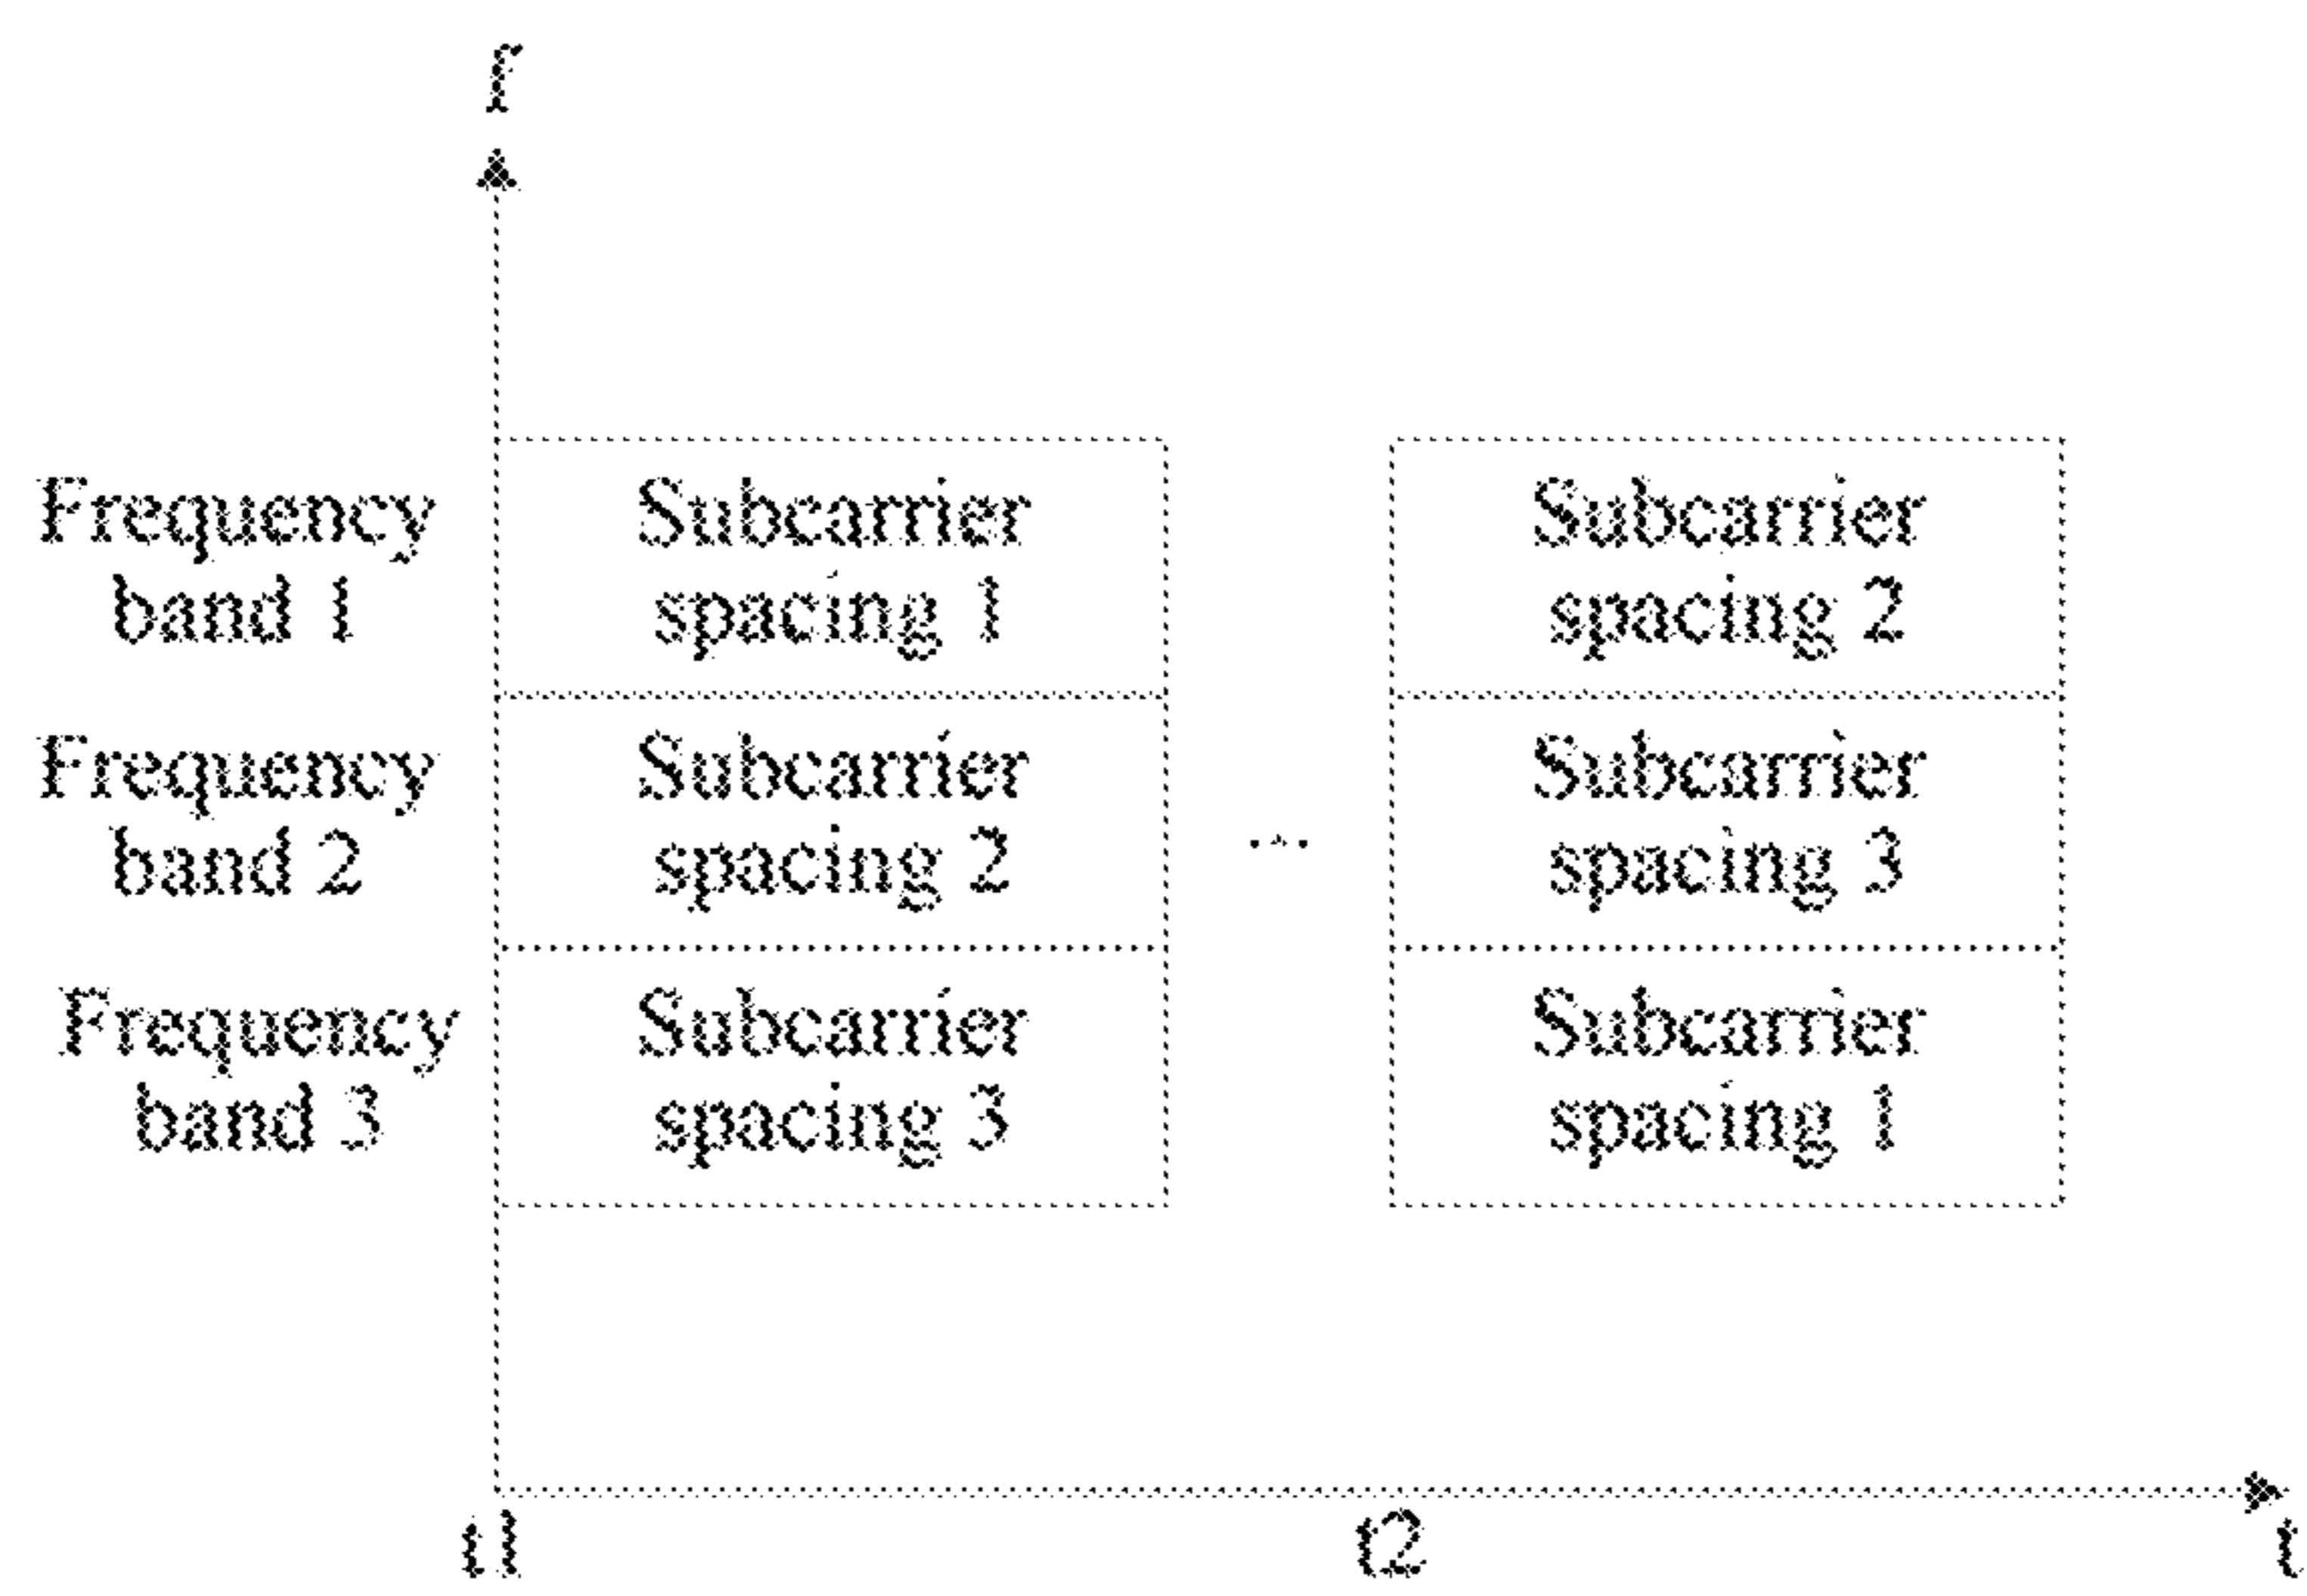 f
Frequency
band 1
Subcarrier
spacing 1
Subcarrier
spacing 2
Frequency
band 2
Subcarrier
spacing 2
...
Subcarrier
spacing 3
Frequency
band 3
Subcarrier
spacing 3
Subcarrier
spacing 1
t1
t2
t